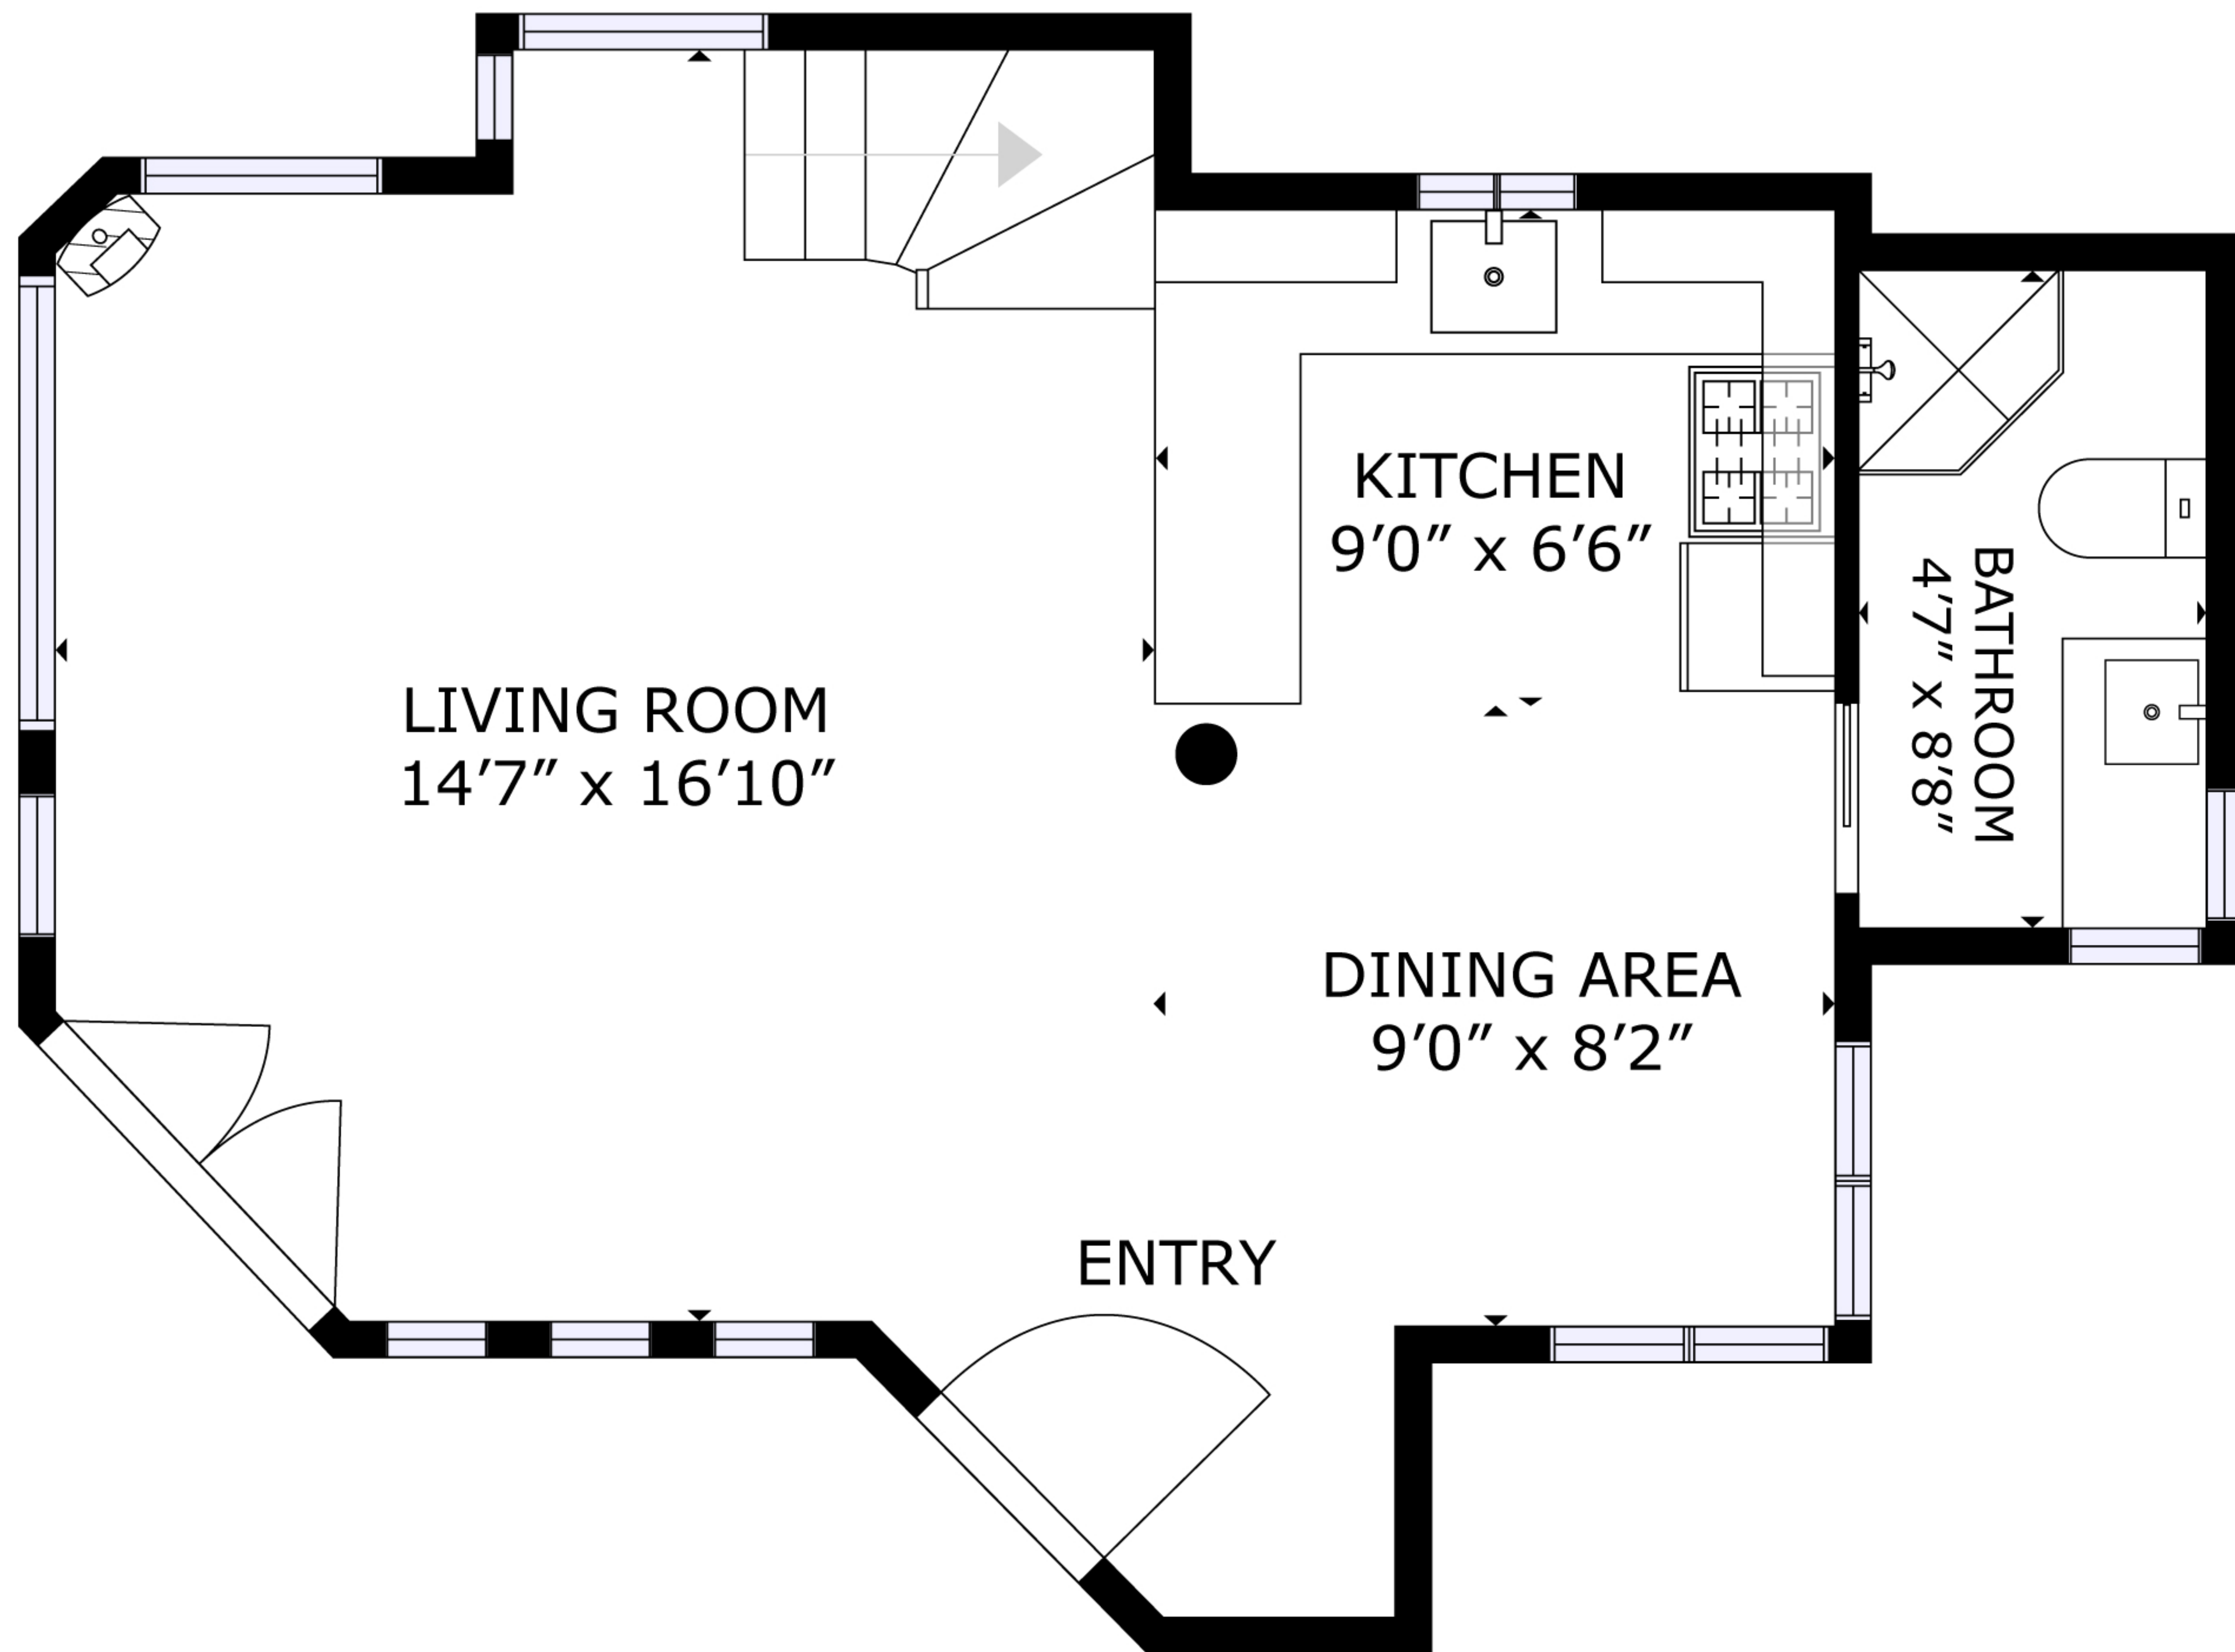 KITCHEN
9'0" x 6'6"
BATHROOM
4'7" x 8'8"
LIVING ROOM
14'7" x 16'10"
DINING AREA
9'0" x 8'2"
ENTRY